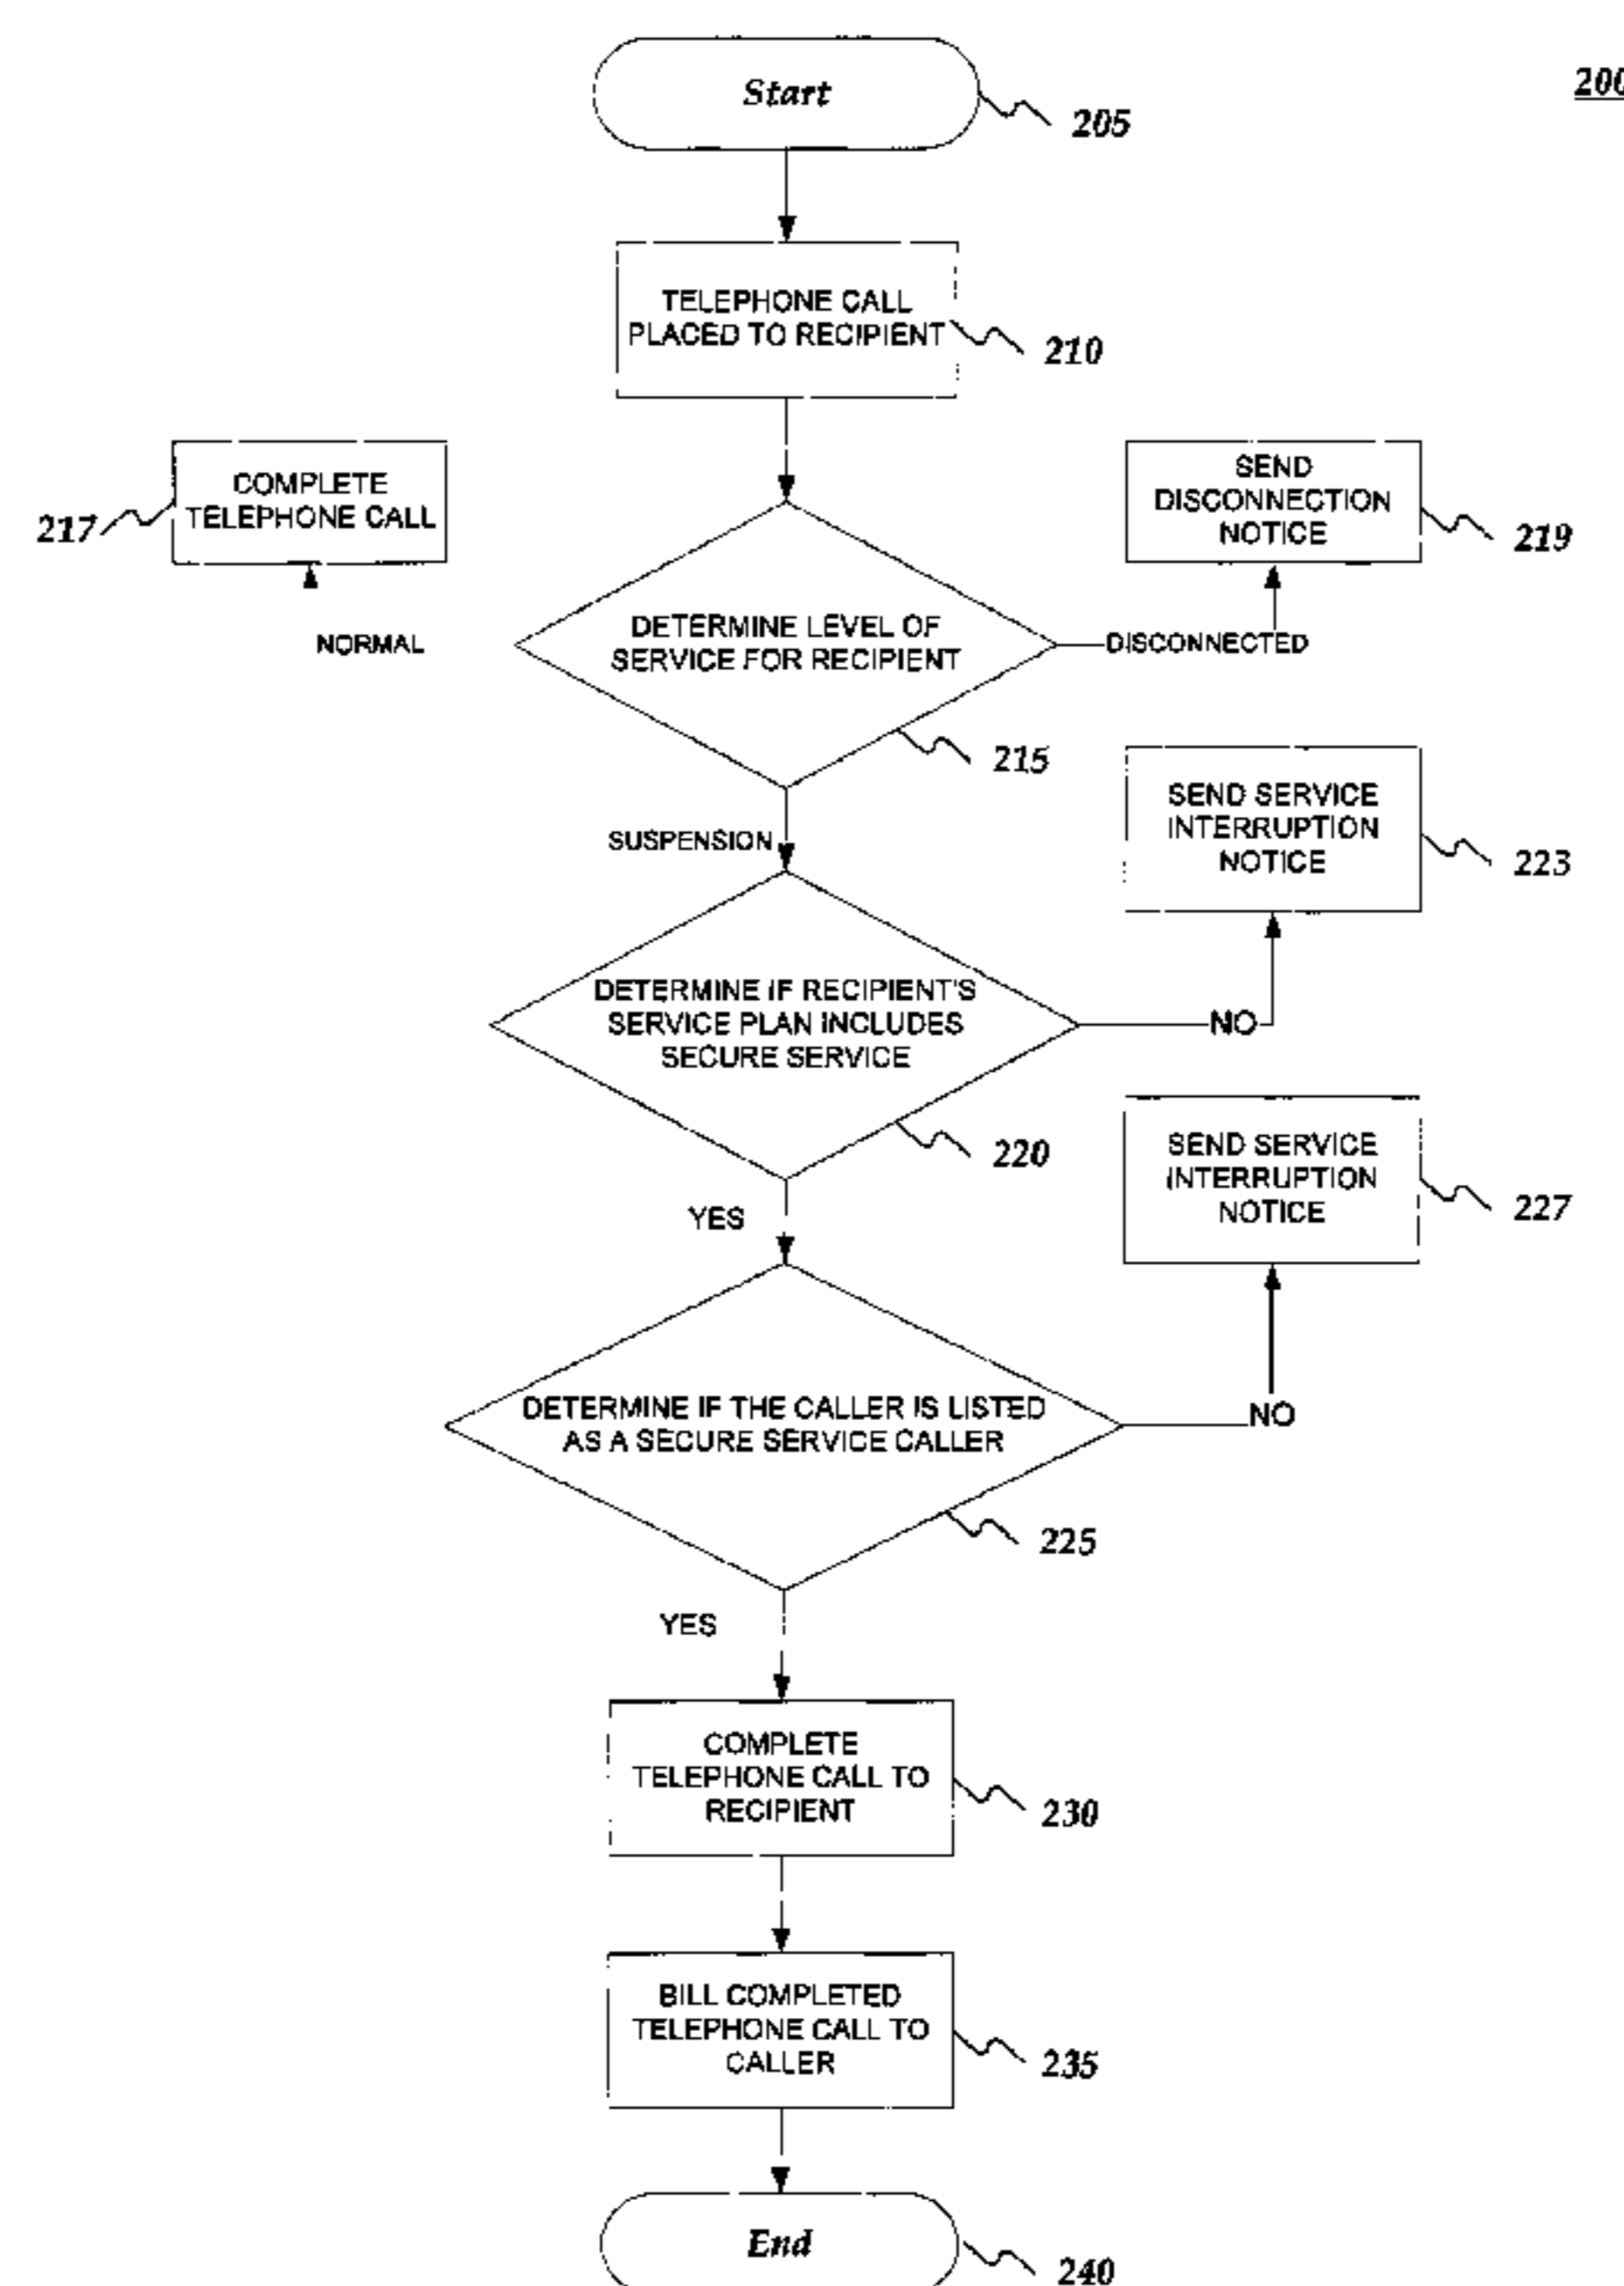 200
Start
205
TELEPHONE CALL
PLACED TO RECIPIENT
210
COMPLETE
TELEPHONE CALL
217
SEND
DISCONNECTION
NOTICE
219
DETERMINE LEVEL OF
SERVICE FOR RECIPIENT
NORMAL
DISCONNECTED
215
SUSPENSION
SEND SERVICE
INTERRUPTION
NOTICE
223
DETERMINE IF RECIPIENT'S
SERVICE PLAN INCLUDES
SECURE SERVICE
NO
220
YES
SEND SERVICE
INTERRUPTION
NOTICE
227
DETERMINE IF THE CALLER IS LISTED
AS A SECURE SERVICE CALLER
NO
225
YES
COMPLETE
TELEPHONE CALL TO
RECIPIENT
230
BILL COMPLETED
TELEPHONE CALL TO
CALLER
235
End
240